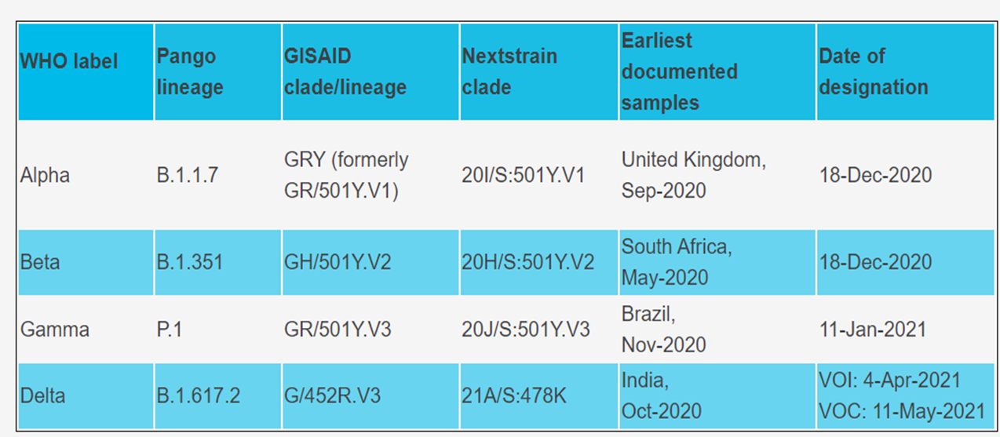 WHO label
Pango
lineage
GISAID
clade/lineage
Nextstrain
clade
Earliest
documented
samples
Date of
designation
Alpha
B.1.1.7
GRY (formerly
GR/501Y.V1)
20I/S:501Y.V1
United Kingdom,
Sep-2020
18-Dec-2020
Beta
B.1.351
GH/501Y.V2
20H/S:501Y.V2
South Africa,
May-2020
18-Dec-2020
Gamma
P.1
GR/501Y.V3
20J/S:501Y.V3
Brazil,
Nov-2020
11-Jan-2021
Delta
B.1.617.2
G/452R.V3
21A/S:478K
India,
Oct-2020
VOI: 4-Apr-2021
VOC: 11-May-2021